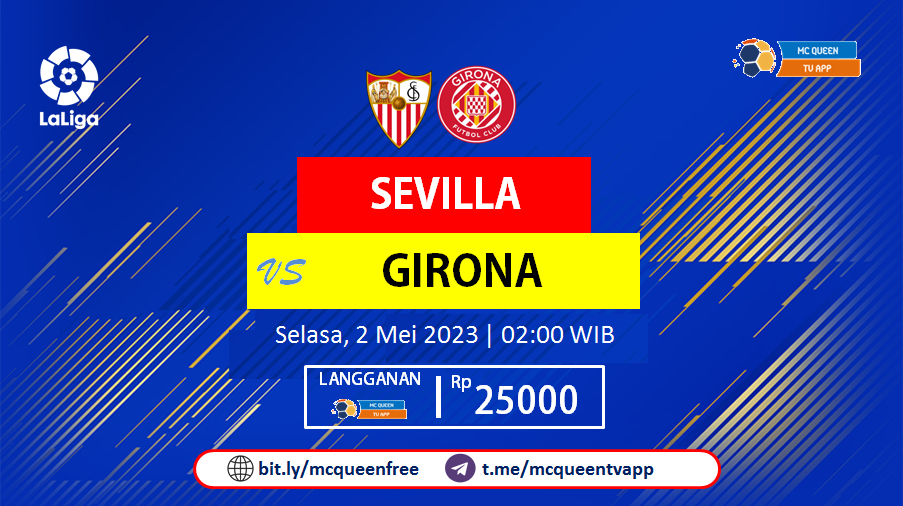 LaLiga
MC QUEEN
TV APP
GIRONA
FUTBOL CLUB
SEVILLA
VS GIRONA
Selasa, 2 Mei 2023 | 02:00 WIB
LANGGANAN
MC QUEEN
TV APP
Rp 25000
bit.ly/mcqueenfree
t.me/mcqueentvapp